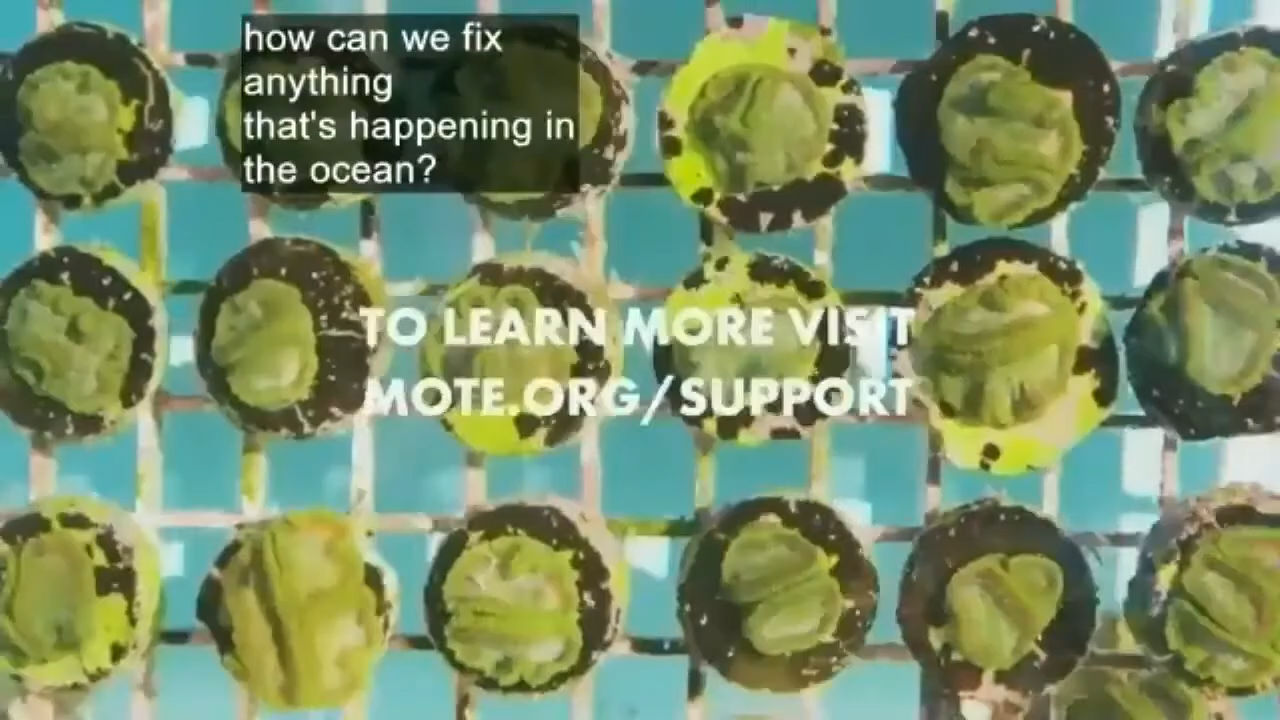 how can we fix
anything
that's happening in
the ocean?
TO LEARN MORE VISIT
MOTE.ORG/SUPPORT